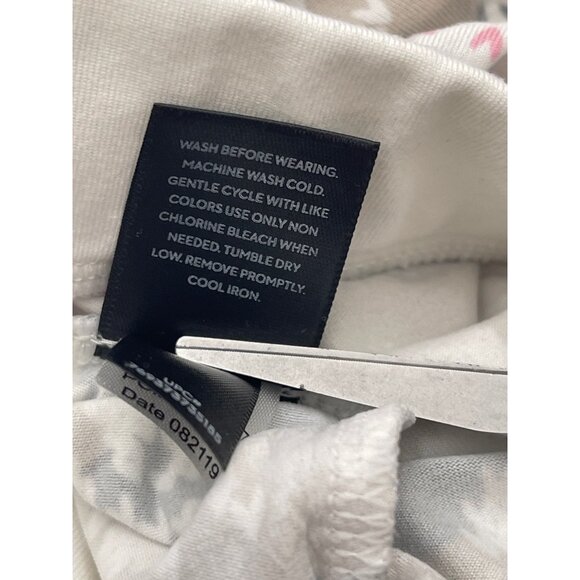 WASH BEFORE WEARING.
MACHINE WASH COLD.
GENTLE CYCLE WITH LIKE
COLORS USE ONLY NON
CHLORINE BLEACH WHEN
NEEDED. TUMBLE DRY
LOW. REMOVE PROMPTLY.
COOL IRON.
UPC#
Date 082119